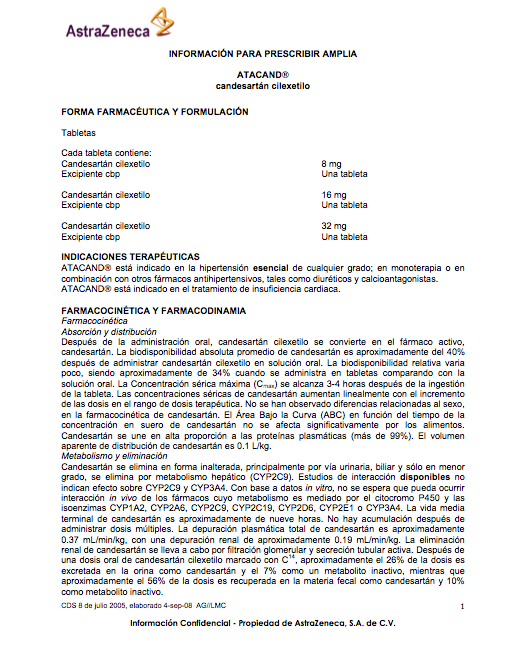 AstraZeneca
INFORMACIÓN PARA PRESCRIBIR AMPLIA
ATACAND®
candesartán cilexetilo
FORMA FARMACÉUTICA Y FORMULACIÓN
Tabletas
Cada tableta contiene:
Candesartán cilexetilo 8 mg
Excipiente cbp Una tableta
Candesartán cilexetilo 16 mg
Excipiente cbp Una tableta
Candesartán cilexetilo 32 mg
Excipiente cbp Una tableta
INDICACIONES TERAPÉUTICAS
ATACAND® está indicado en la hipertensión esencial de cualquier grado; en monoterapia o en
combinación con otros fármacos antihipertensivos, tales como diuréticos y calcioantagonistas.
ATACAND® está indicado en el tratamiento de insuficiencia cardiaca.
FARMACOCINÉTICA Y FARMACODINAMIA
Farmacocinética
Absorción y distribución
Después de la administración oral, candesartán cilexetilo se convierte en el fármaco activo,
candesartán. La biodisponibilidad absoluta promedio de candesartán es aproximadamente del 40%
después de administrar candesartán cilexetilo en solución oral. La biodisponibilidad relativa varia
poco, siendo aproximadamente de 34% cuando se administra en tabletas comparando con la
solución oral. La Concentración sérica máxima (Cmax) se alcanza 3-4 horas después de la ingestión
de la tableta. Las concentraciones séricas de candesartán aumentan linealmente con el incremento
de las dosis en el rango de dosis terapéutica. No se han observado diferencias relacionadas al sexo,
en la farmacocinética de candesartán. El Área Bajo la Curva (ABC) en función del tiempo de la
concentración en suero de candesartán no se afecta significativamente por los alimentos.
Candesartán se une en alta proporción a las proteínas plasmáticas (más de 99%). El volumen
aparente de distribución de candesartán es 0.1 L/kg.
Metabolismo y eliminación
Candesartán se elimina en forma inalterada, principalmente por vía urinaria, biliar y sólo en menor
grado, se elimina por metabolismo hepático (CYP2C9). Estudios de interacción disponibles no
indican efecto sobre CYP2C9 y CYP3A4. Con base a datos in vitro, no se espera que pueda ocurrir
interacción in vivo de los fármacos cuyo metabolismo es mediado por el citocromo P450 y las
isoenzimas CYP1A2, CYP2A6, CYP2C9, CYP2C19, CYP2D6, CYP2E1 o CYP3A4. La vida media
terminal de candesartán es aproximadamente de nueve horas. No hay acumulación después de
administrar dosis múltiples. La depuración plasmática total de candesartán es aproximadamente
0.37 mL/min/kg, con una depuración renal de aproximadamente 0.19 mL/min/kg. La eliminación
renal de candesartán se lleva a cabo por filtración glomerular y secreción tubular activa. Después de
una dosis oral de candesartán cilexetilo marcado con C14, aproximadamente el 26% de la dosis es
excretada en la orina como candesartán y el 7% como un metabolito inactivo, mientras que
aproximadamente el 56% de la dosis es recuperada en la materia fecal como candesartán y 10%
como metabolito inactivo.
CDS 8 de julio 2005, elaborado 4-sep-08 AG//LMC 1
Información Confidencial - Propiedad de AstraZeneca, S.A. de C.V.